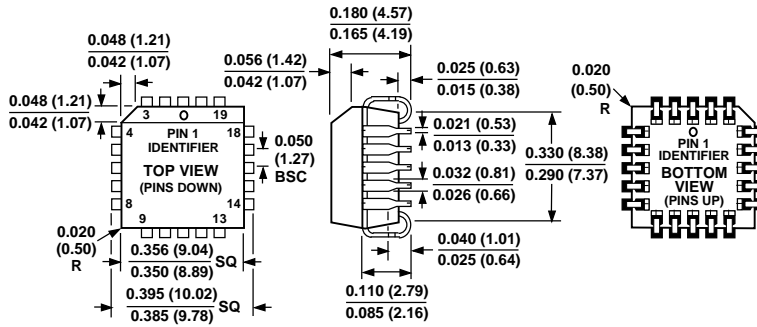 0.048 (1.21)
0.042 (1.07)
0.048 (1.21)
0.042 (1.07)
3
O
19
4
PIN 1
IDENTIFIER
18
TOP VIEW
(PINS DOWN)
8
14
9
13
0.050
(1.27)
BSC
0.020
(0.50)
R
0.356 (9.04)
0.350 (8.89)
SQ
0.395 (10.02)
0.385 (9.78)
SQ
0.180 (4.57)
0.165 (4.19)
0.056 (1.42)
0.042 (1.07)
0.025 (0.63)
0.015 (0.38)
0.021 (0.53)
0.013 (0.33)
0.032 (0.81)
0.026 (0.66)
0.330 (8.38)
0.290 (7.37)
0.040 (1.01)
0.025 (0.64)
0.110 (2.79)
0.085 (2.16)
0.020
(0.50)
R
O
PIN 1
IDENTIFIER
BOTTOM
VIEW
(PINS UP)